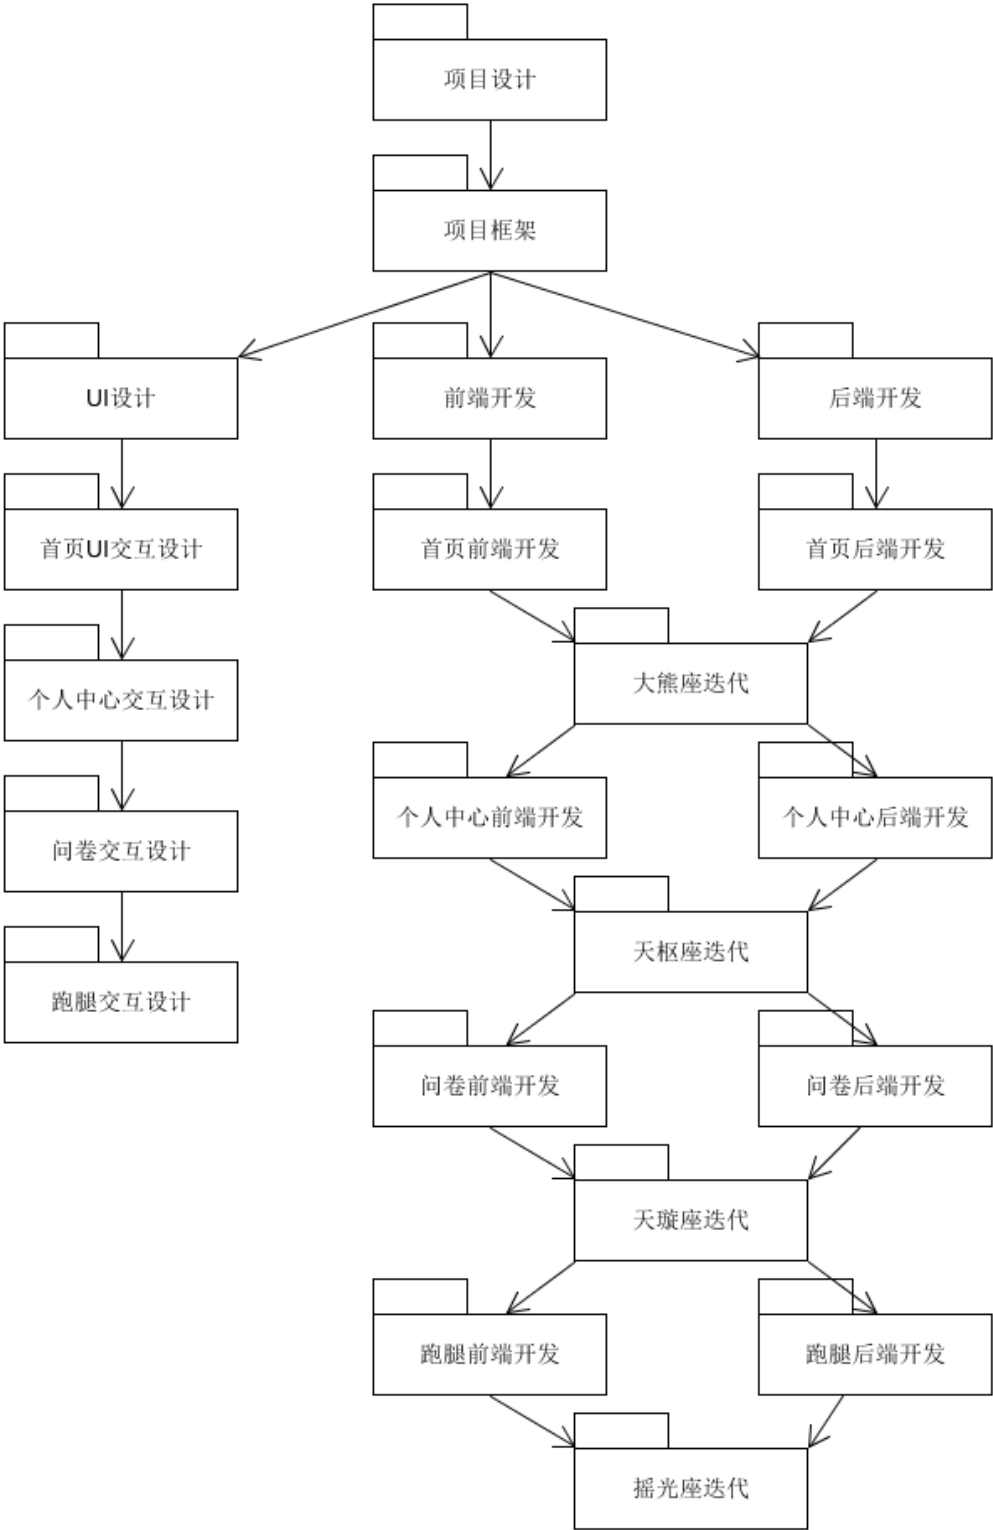 项目设计
项目框架
UI设计
前端开发
后端开发
首页UI交互设计
首页前端开发
首页后端开发
大熊座迭代
个人中心交互设计
个人中心前端开发
个人中心后端开发
问卷交互设计
天枢座迭代
跑腿交互设计
问卷前端开发
问卷后端开发
天璇座迭代
跑腿前端开发
跑腿后端开发
摇光座迭代